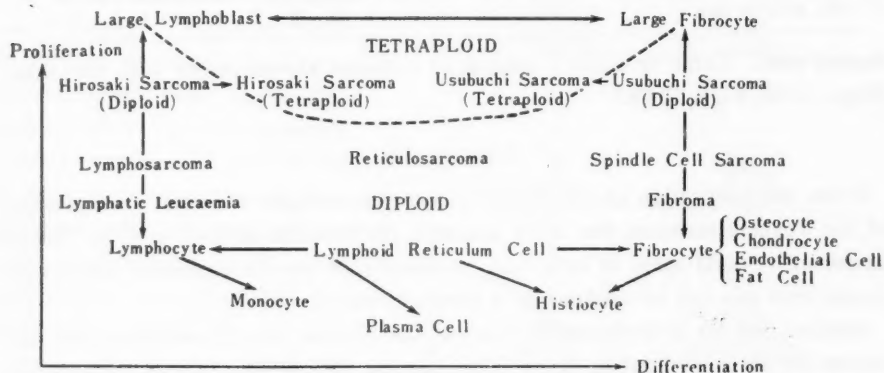 Large Lymphoblast Large Fibrocyte
TETRAPLOID
Proliferation
Hirosaki Sarcoma Hirosaki Sarcoma Usubuchi Sarcoma Usubuchi Sarcoma
(Diploid) (Tetraploid) (Tetraploid) (Diploid)
Lymphosarcoma Reticulosarcoma Spindle Cell Sarcoma
Lymphatic Leucaemia DIPLOID Fibroma
Lymphocyte Lymphoid Reticulum Cell Fibrocyte
Osteocyte
Chondrocyte
Endothelial Cell
Fat Cell
Monocyte Histiocyte
Plasma Cell
Differentiation